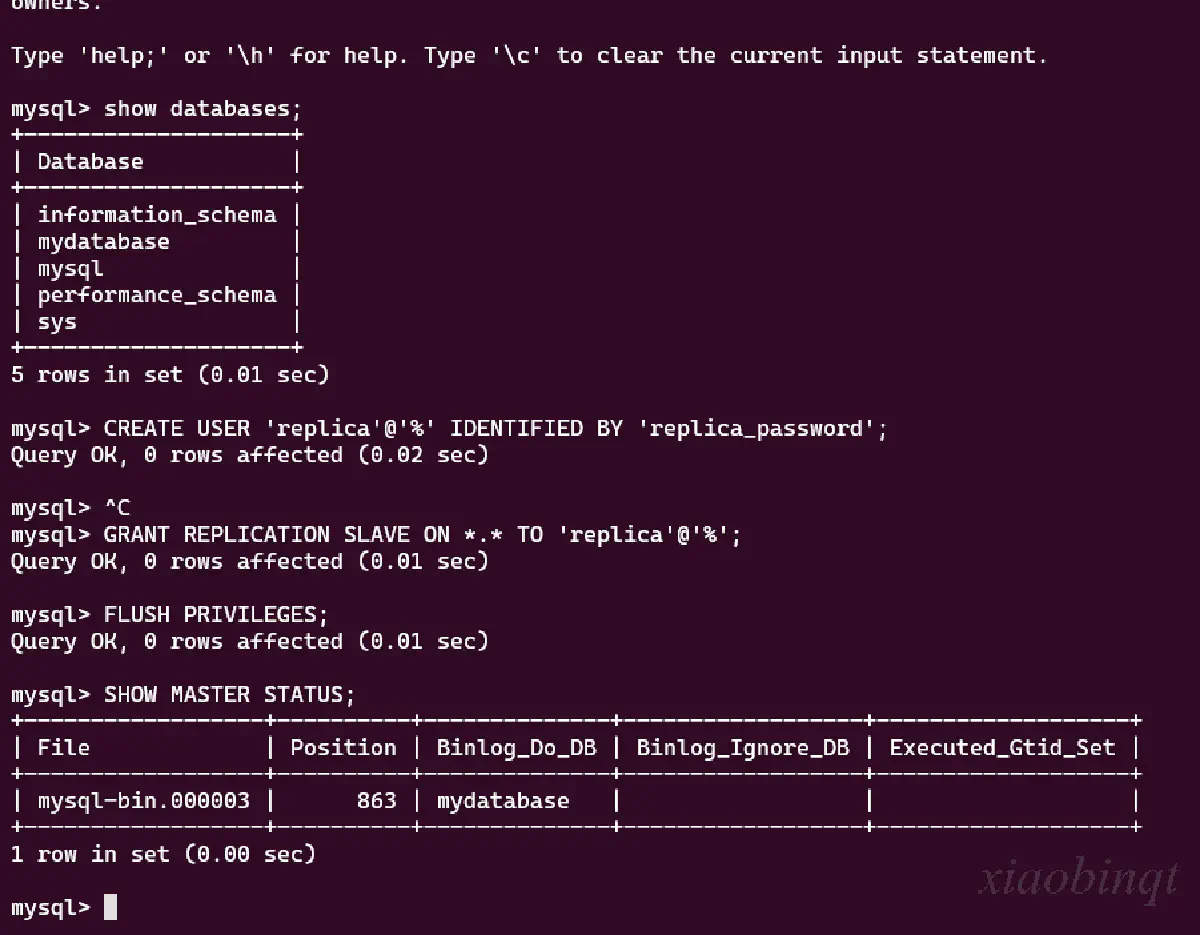 owners.
Type 'help;' or '\h' for help. Type '\c' to clear the current input statement.
mysql> show databases;
+--------------------+
| Database           |
+--------------------+
| information_schema |
| mydatabase         |
| mysql              |
| performance_schema |
| sys                |
+--------------------+
5 rows in set (0.01 sec)
mysql> CREATE USER 'replica'@'%' IDENTIFIED BY 'replica_password';
Query OK, 0 rows affected (0.02 sec)
mysql> ^C
mysql> GRANT REPLICATION SLAVE ON *.* TO 'replica'@'%';
Query OK, 0 rows affected (0.01 sec)
mysql> FLUSH PRIVILEGES;
Query OK, 0 rows affected (0.01 sec)
mysql> SHOW MASTER STATUS;
+------------------+----------+--------------+------------------+-------------------+
| File             | Position | Binlog_Do_DB | Binlog_Ignore_DB | Executed_Gtid_Set |
+------------------+----------+--------------+------------------+-------------------+
| mysql-bin.000003 |      863 | mydatabase   |                  |                   |
+------------------+----------+--------------+------------------+-------------------+
1 row in set (0.00 sec)
mysql>
xiaobinqt